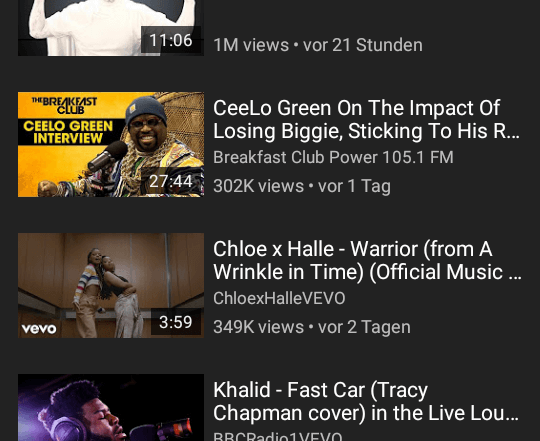 11:06
1M views • vor 21 Stunden
THE BREAKFAST
CLUB
CEELO GREEN
INTERVIEW
27:44
CeeLo Green On The Impact Of
Losing Biggie, Sticking To His R...
Breakfast Club Power 105.1 FM
302K views • vor 1 Tag
vevo
3:59
Chloe x Halle - Warrior (from A
Wrinkle in Time) (Official Music ...
ChloexHalleVEVO
349K views • vor 2 Tagen
Khalid - Fast Car (Tracy
Chapman cover) in the Live Lou...
BBCRadio1VEVO